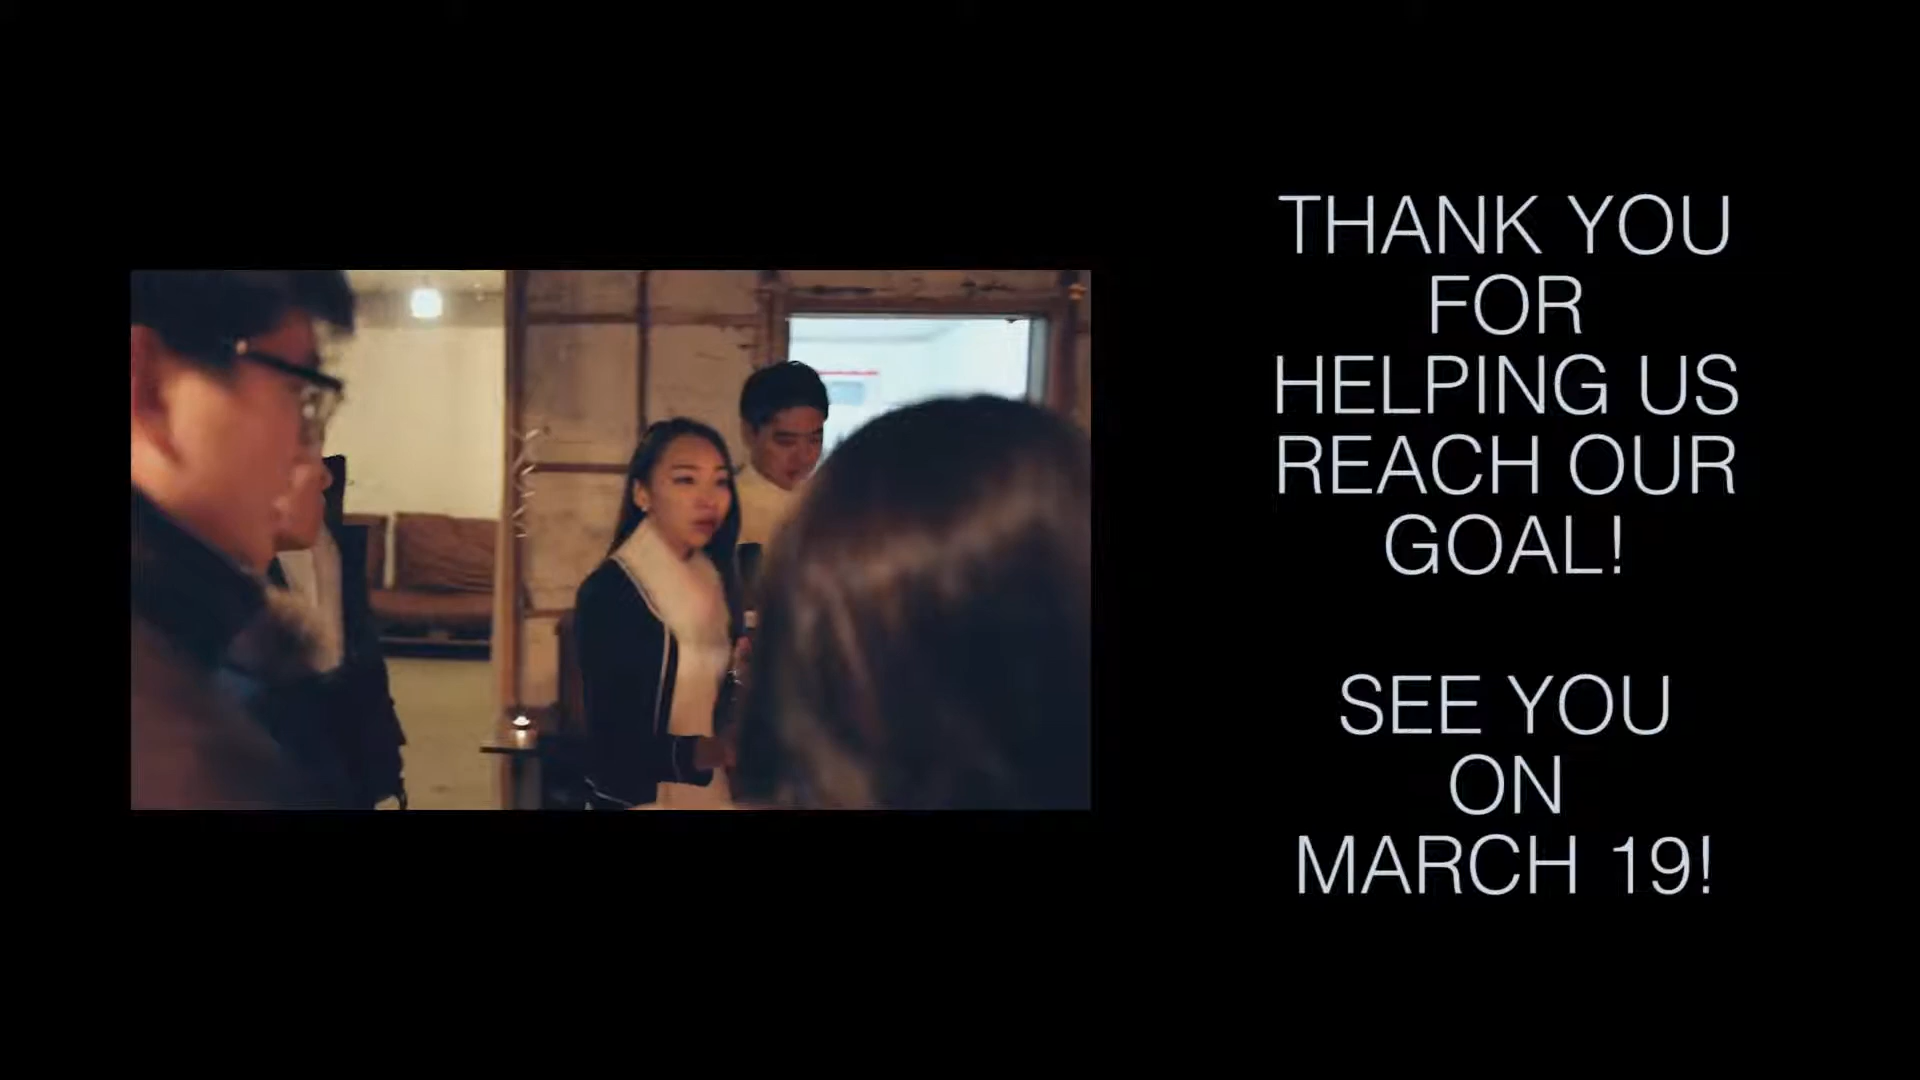 THANK YOU
FOR
HELPING US
REACH OUR
GOAL!
SEE YOU
ON
MARCH 19!